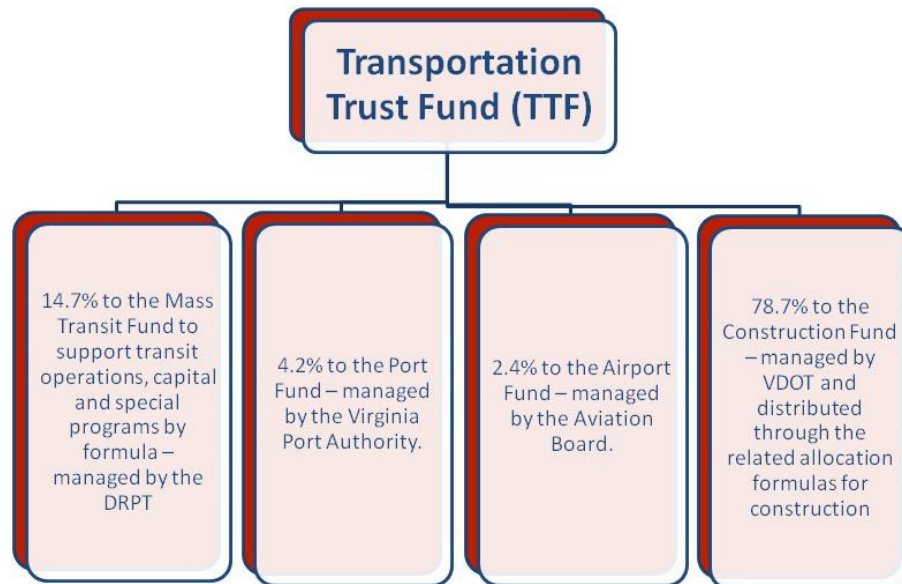 Transportation
Trust Fund (TTF)
14.7% to the Mass
Transit Fund to
support transit
operations, capital
and special
programs by
formula –
managed by the
DRPT
4.2% to the Port
Fund – managed
by the Virginia
Port Authority.
2.4% to the Airport
Fund – managed
by the Aviation
Board.
78.7% to the
Construction Fund
– managed by
VDOT and
distributed
through the
related allocation
formulas for
construction